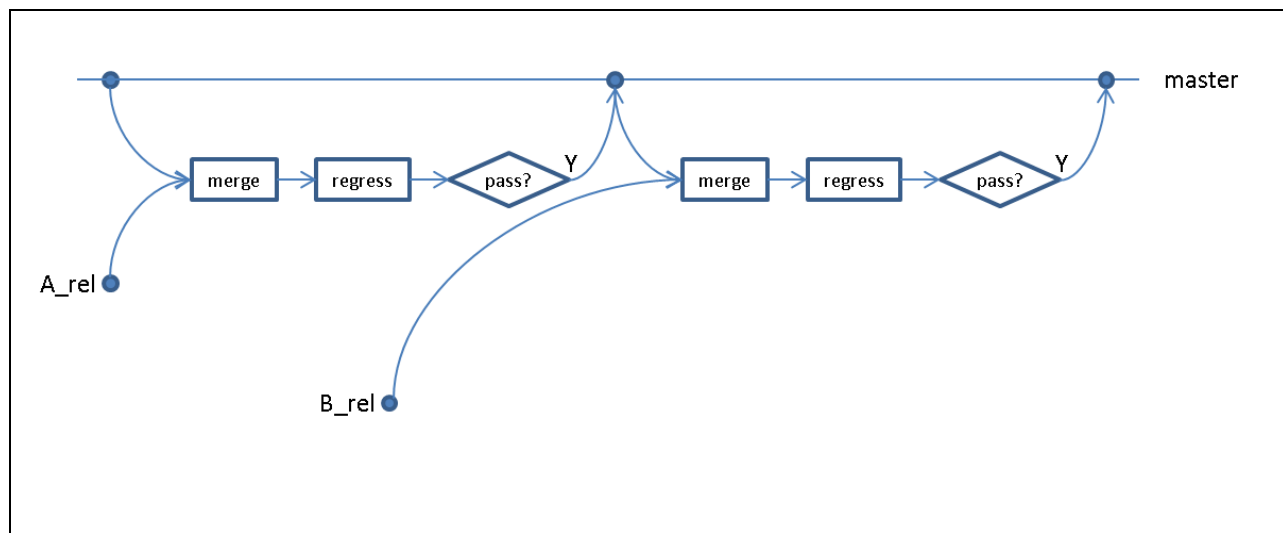 master
Y
Y
merge
regress
pass?
merge
regress
pass?
A_rel
B_rel